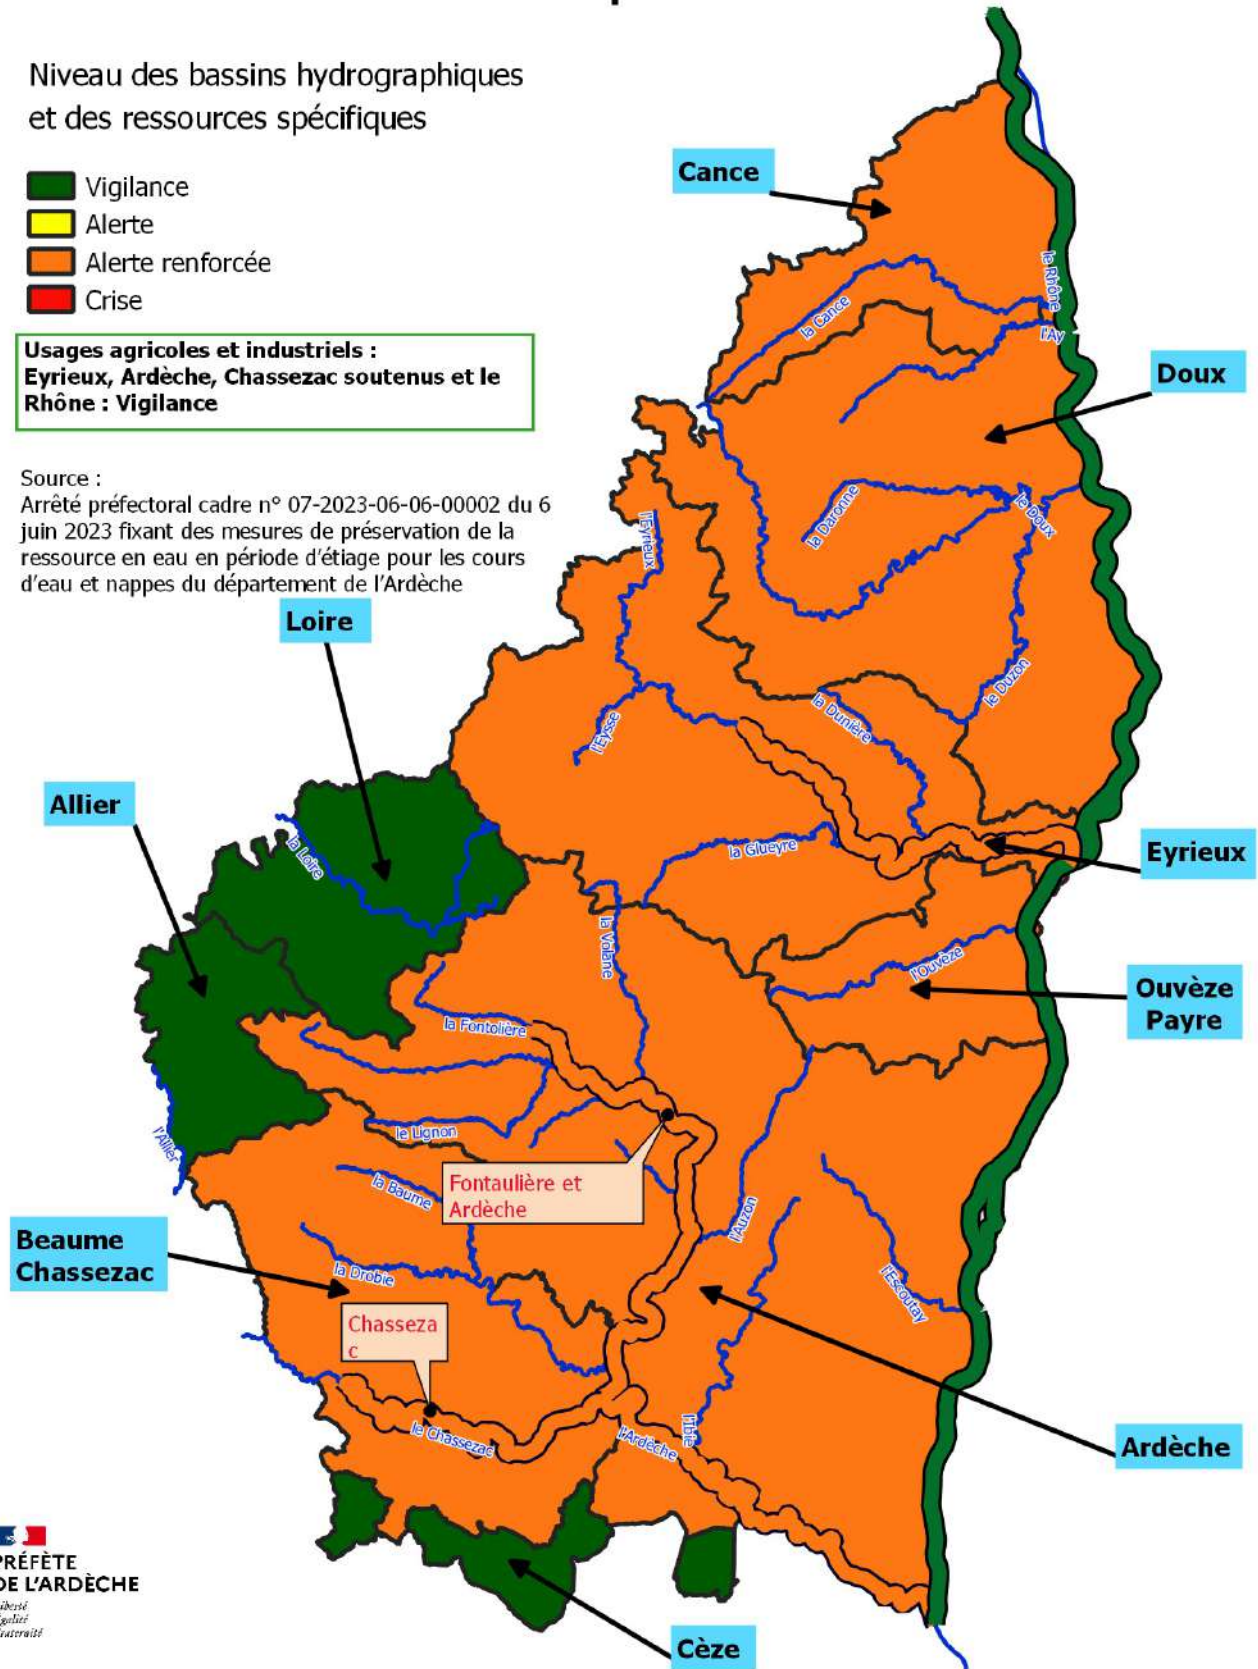 Niveau des bassins hydrographiques
et des ressources spécifiques
Vigilance
Alerte
Alerte renforcée
Crise
Usages agricoles et industriels :
Eyrieux, Ardèche, Chassezac soutenus et le
Rhône : Vigilance
Source :
Arrêté préfectoral cadre n° 07-2023-06-06-00002 du 6
juin 2023 fixant des mesures de préservation de la
ressource en eau en période d'étiage pour les cours
d'eau et nappes du département de l'Ardèche
Cance
la Cance
le Rhône
l'Ay
Doux
la Daronne
le Doux
l'Eyrieux
Loire
le Duzon
la Dunière
l'Eysse
Allier
la Loire
la Glueyre
Eyrieux
la Volane
l'Ouvèze
Ouvèze
Payre
la Fontolière
le Lignon
l'Allier
Fontaulière et
Ardèche
la Baume
l'Auzon
Beaume
Chassezac
la Drobie
l'Escoutay
Chasseza
c
le Chassezac
l'Ardèche
l'Ibie
Ardèche
PRÉFÈTE
DE L'ARDÈCHE
Liberté
Égalité
Fraternité
Cèze